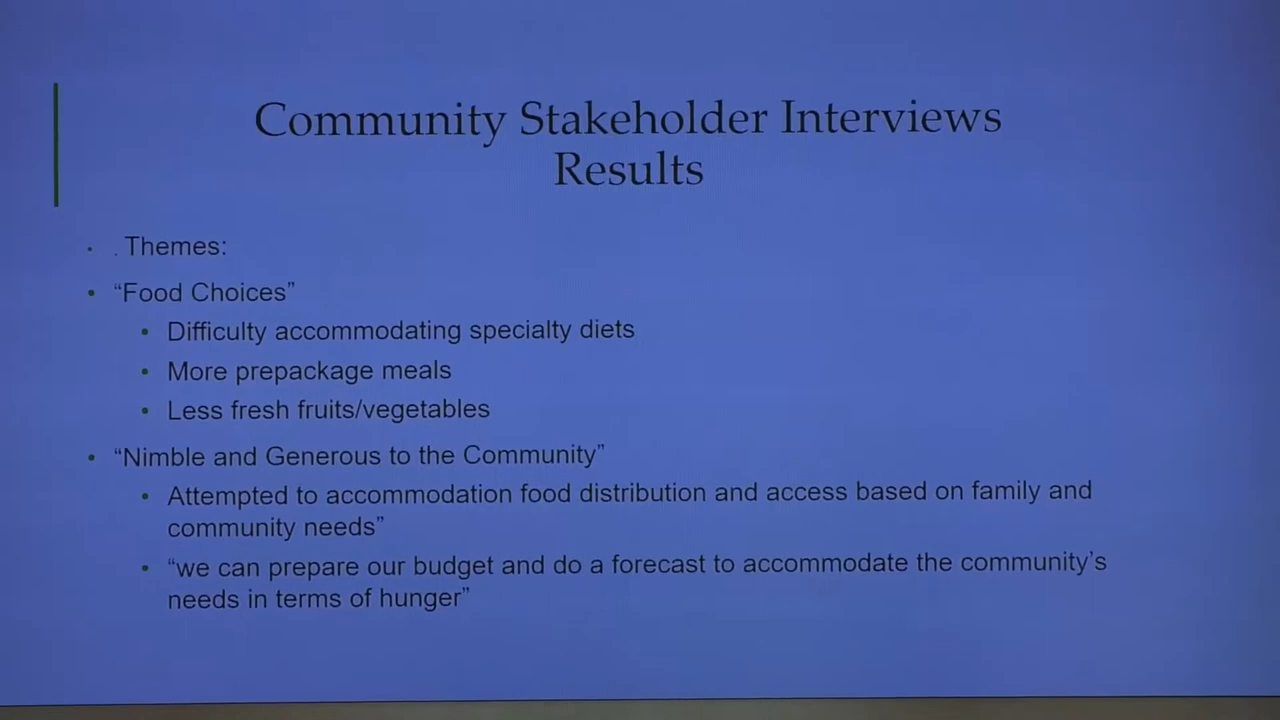 Community Stakeholder Interviews
Results
. Themes:
“Food Choices”
Difficulty accommodating specialty diets
More prepackage meals
Less fresh fruits/vegetables
“Nimble and Generous to the Community”
Attempted to accommodation food distribution and access based on family and
community needs”
“we can prepare our budget and do a forecast to accommodate the community’s
needs in terms of hunger”